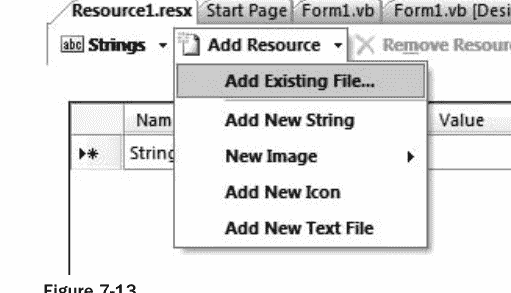 Resource1.resx Start Page Form1.vb Form1.vb [Desi
abc Strings Add Resource Remove Resour
Add Existing File...
Nam Add New String Value
String New Image
Add New Icon
Add New Text File
Figure 7-13